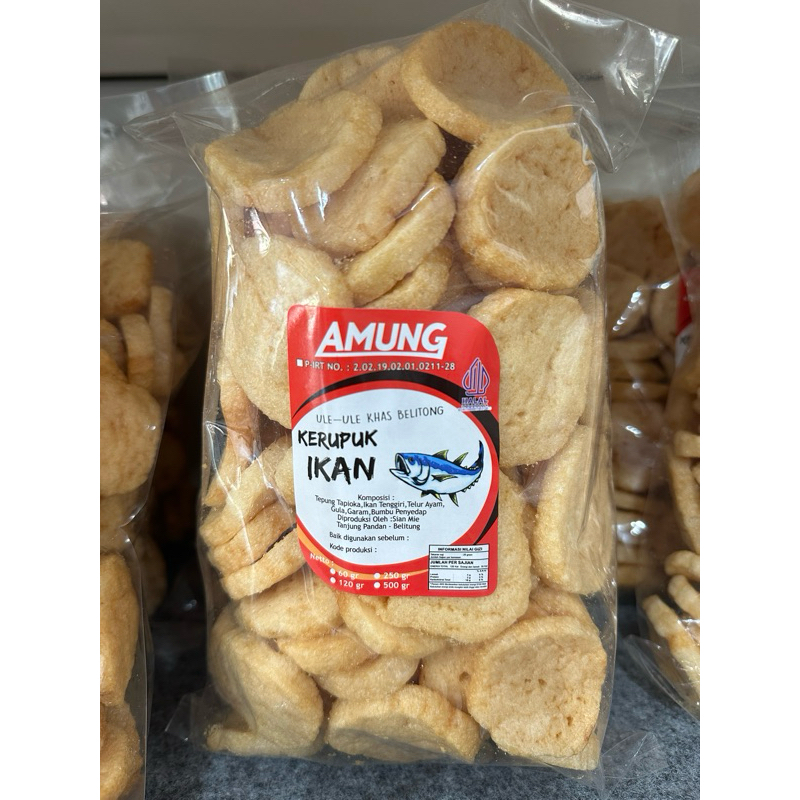 AMUNG
P-IRT NO. : 2.02.19.02.01.0211-28
HALAL
ULE-ULE KHAS BELITONG
KERUPUK
IKAN
Komposisi :
Tepung Tapioka,Ikan Tenggiri,Telur Ayam,
Gula,Garam,Bumbu Penyedap
Diproduksi Oleh :Sian Mie
Tanjung Pandan - Belitung
Baik digunakan sebelum :
Kode produksi :
Netto :
60 gr 250 gr
120 gr 500 gr
INFORMASI NILAI GIZI
JUMLAH PER SAJIAN